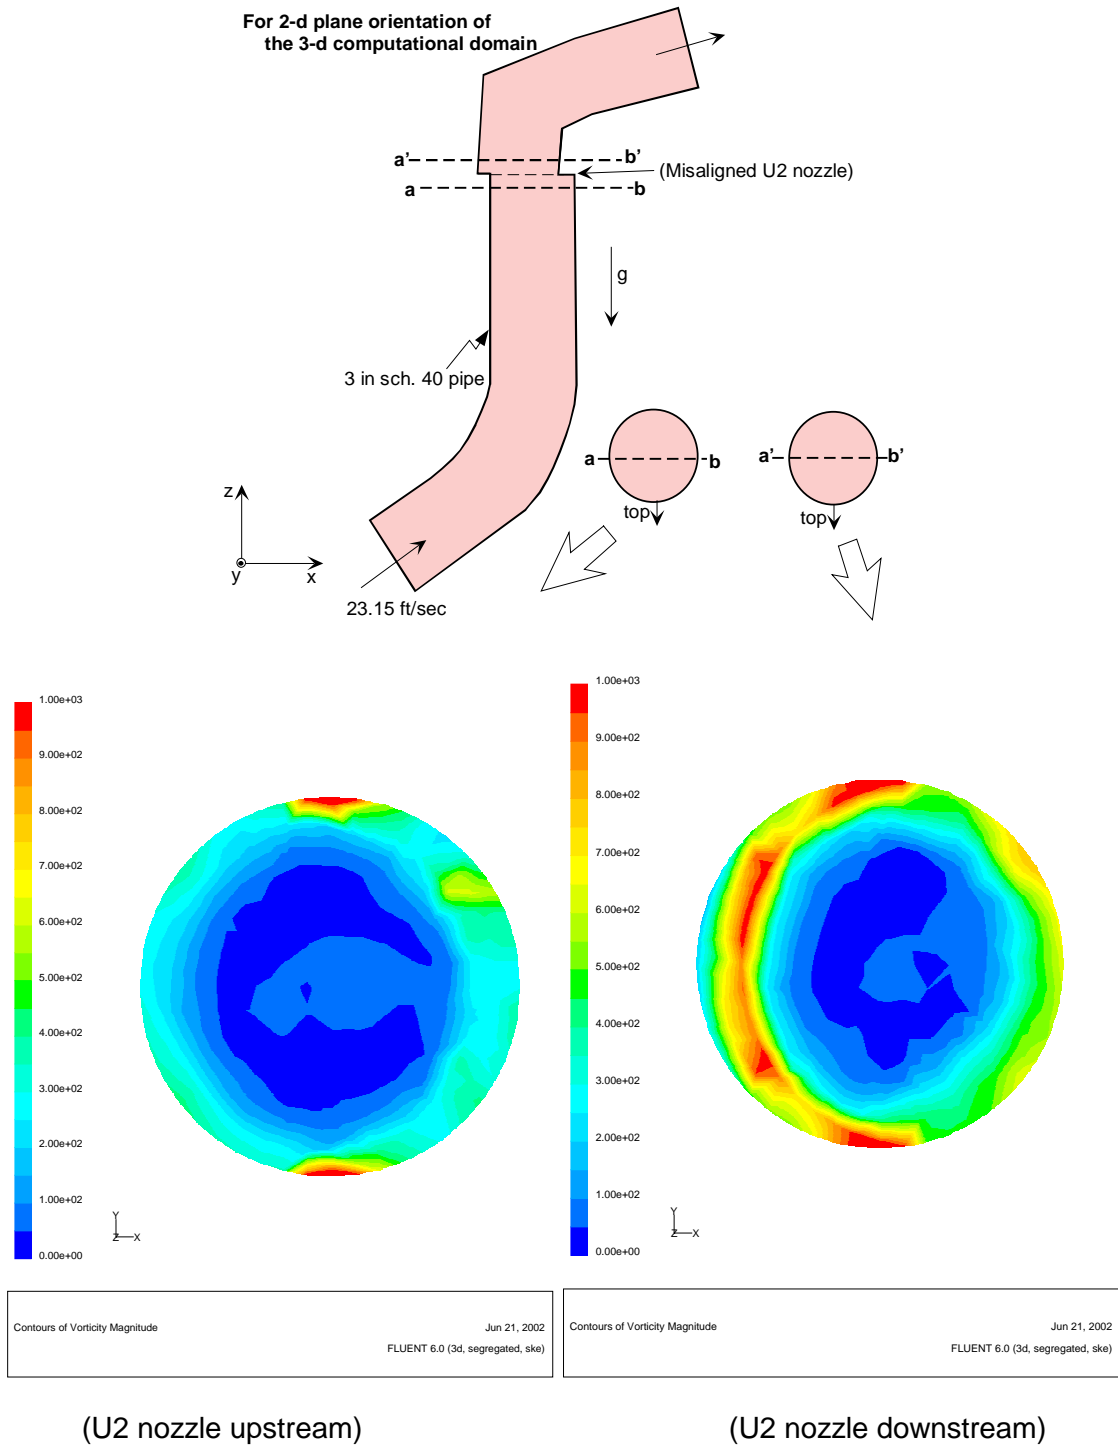 For 2-d plane orientation of
the 3-d computational domain
a'
b'
(Misaligned U2 nozzle)
a
b
g
3 in sch. 40 pipe
a
b
a'
b'
top
top
z
y
x
23.15 ft/sec
1.00e+03
9.00e+02
8.00e+02
7.00e+02
6.00e+02
5.00e+02
4.00e+02
3.00e+02
2.00e+02
1.00e+02
0.00e+00
Y
Z
X
1.00e+03
9.00e+02
8.00e+02
7.00e+02
6.00e+02
5.00e+02
4.00e+02
3.00e+02
2.00e+02
1.00e+02
0.00e+00
Y
Z
X
Contours of Vorticity Magnitude
Jun 21, 2002
FLUENT 6.0 (3d, segregated, ske)
Contours of Vorticity Magnitude
Jun 21, 2002
FLUENT 6.0 (3d, segregated, ske)
(U2 nozzle upstream)
(U2 nozzle downstream)